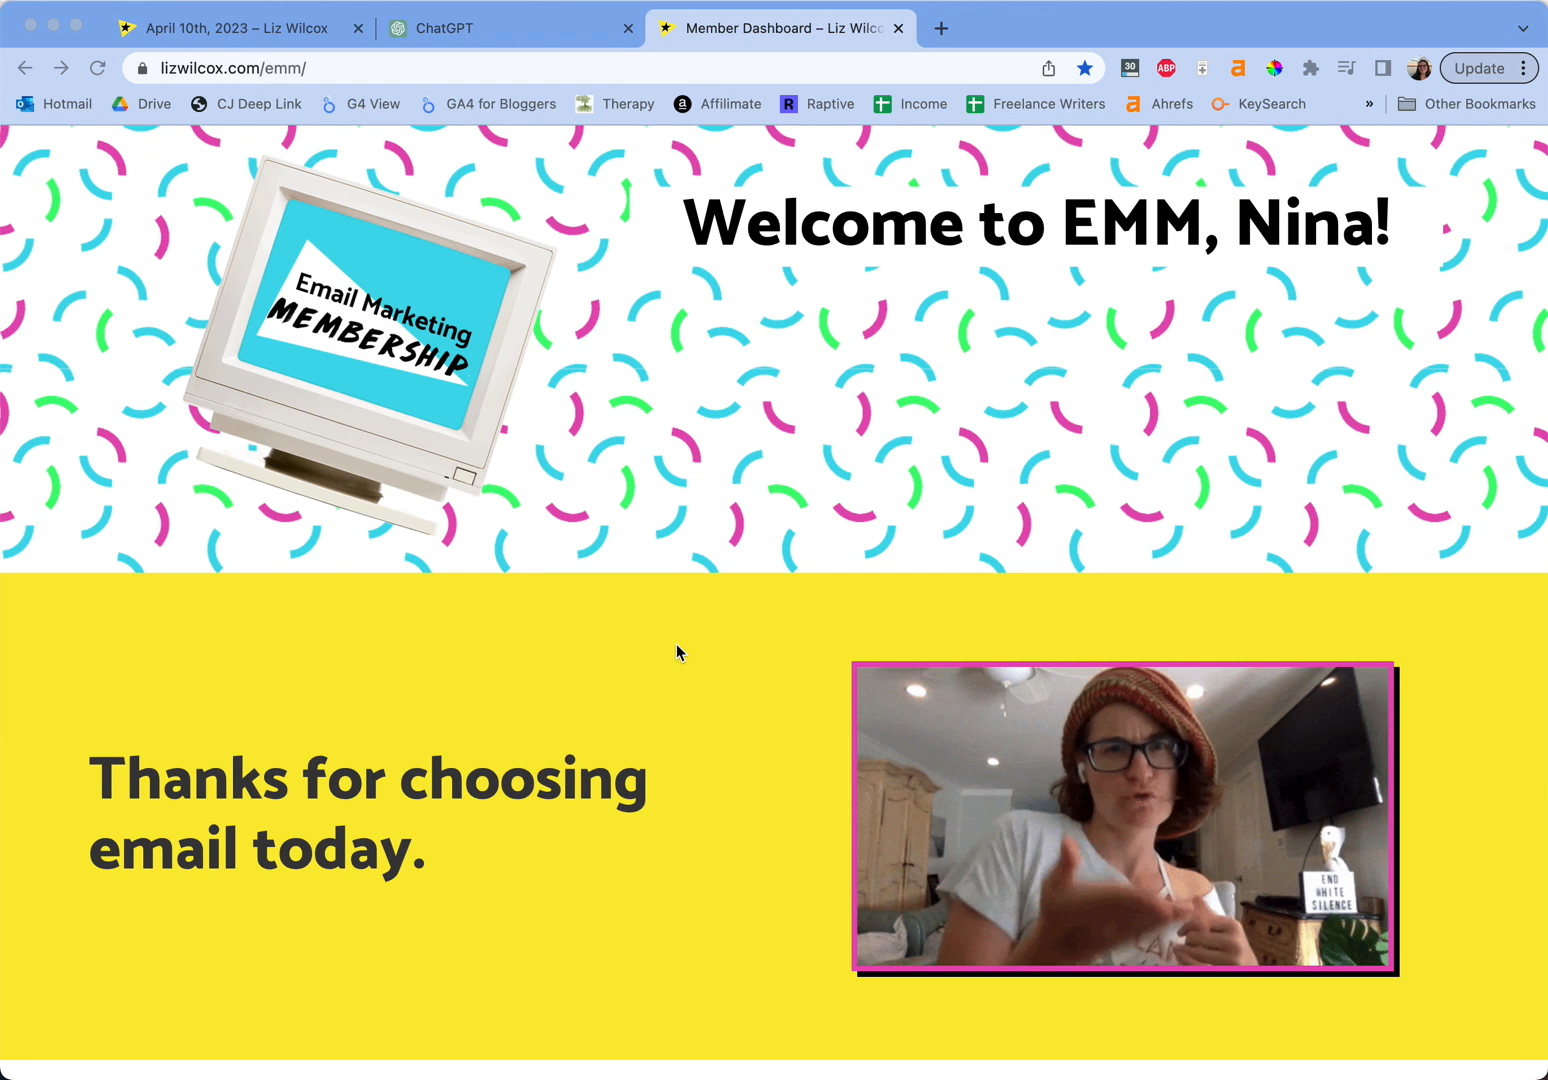 April 10th, 2023 – Liz Wilcox
ChatGPT
Member Dashboard – Liz Wilc
lizwilcox.com/emm/
30
ABP
a
Update
Hotmail
Drive
CJ Deep Link
G4 View
GA4 for Bloggers
Therapy
a
Affilimate
R
Raptive
Income
Freelance Writers
a
Ahrefs
KeySearch
»
Other Bookmarks
Welcome to EMM, Nina!
Email Marketing
MEMBERSHIP
Thanks for choosing
email today.
END
WHITE
SILENCE